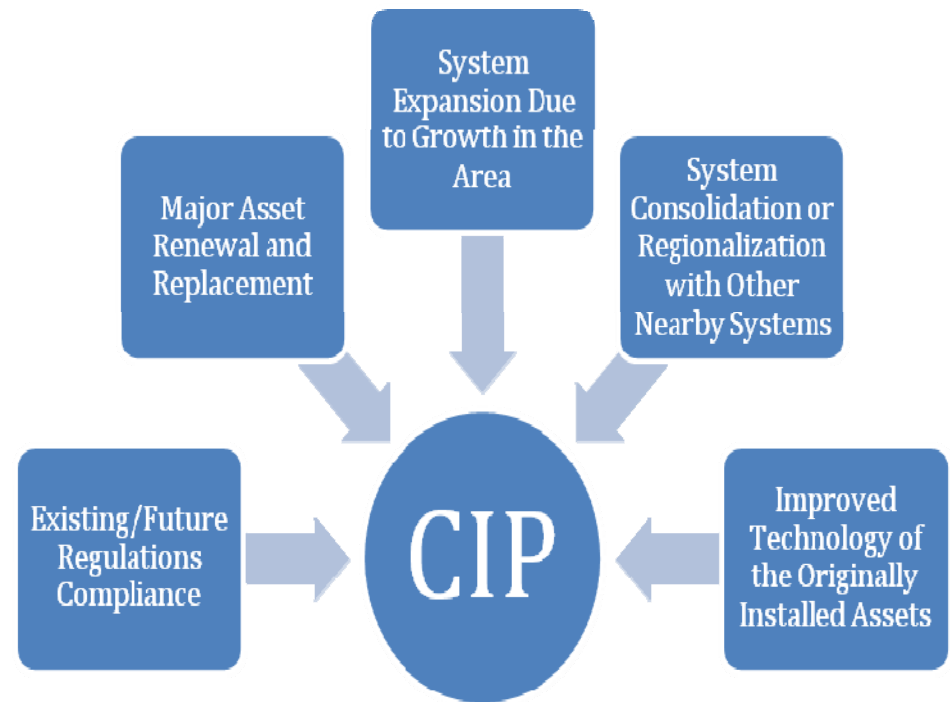 System
Expansion Due
to Growth in the
Area
Major Asset
Renewal and
Replacement
System
Consolidation or
Regionalization
with Other
Nearby Systems
Existing/Future
Regulations
Compliance
CIP
Improved
Technology of
the Originally
Installed Assets